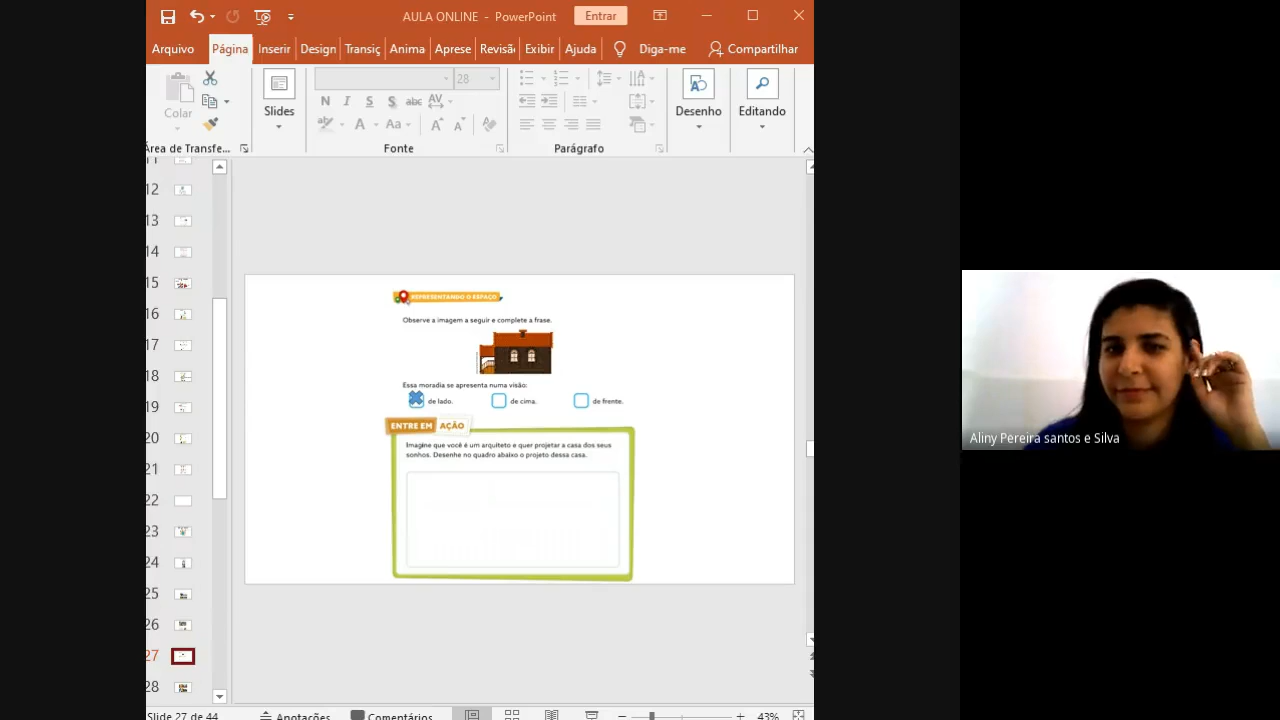 AULA ONLINE - PowerPoint
Entrar
Arquivo
Página
Inserir
Design
Transiç
Anima
Aprese
Revisã
Exibir
Ajuda
Diga-me
Compartilhar
Colar
Slides
28
N I S S abc AV
A Aa A A
Desenho
Editando
Área de Transfe...
Fonte
Parágrafo
12
13
14
15
16
17
18
19
20
21
22
23
24
25
26
27
28
REPRESENTANDO O ESPAÇO
Observe a imagem a seguir e complete a frase.
Essa moradia se apresenta numa visão:
de lado.
de cima.
de frente.
ENTRE EM AÇÃO
Imagine que você é um arquiteto e quer projetar a casa dos seus
sonhos. Desenhe no quadro abaixo o projeto dessa casa.
Aliny Pereira santos e Silva
Slide 27 de 44
Anotações
Comentários
43%